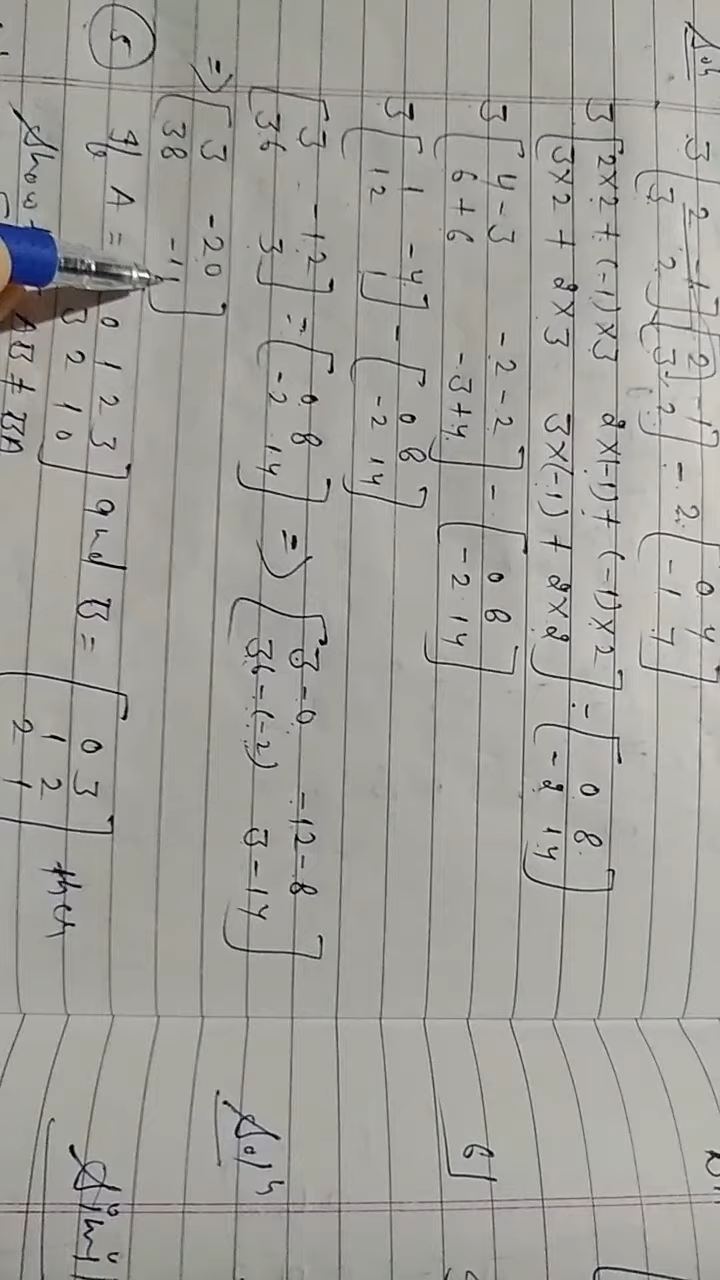 Soln 3 [2 -1 3 2] [2 -1 3 2] - 2 [0 4 -1 7]
3 [2×2+(-1)×3 2×(-1)+(-1)×2 3×2+2×3 3×(-1)+2×2] - [0 8 -2 14]
3 [4-3 -2-2 6+6 -3+4] - [0 8 -2 14]
3 [1 -4 12 1] - [0 8 -2 14]
[3 -12 36 3] - [0 8 -2 14] => [3-0 -12-8 36-(-2) 3-14]
=> [3 -20 38 -11]
5 If A = 0 1 2 3 3 2 1 0] and B = [0 3 1 2 2 1] then
Show AB ≠ BA
6]
Soln